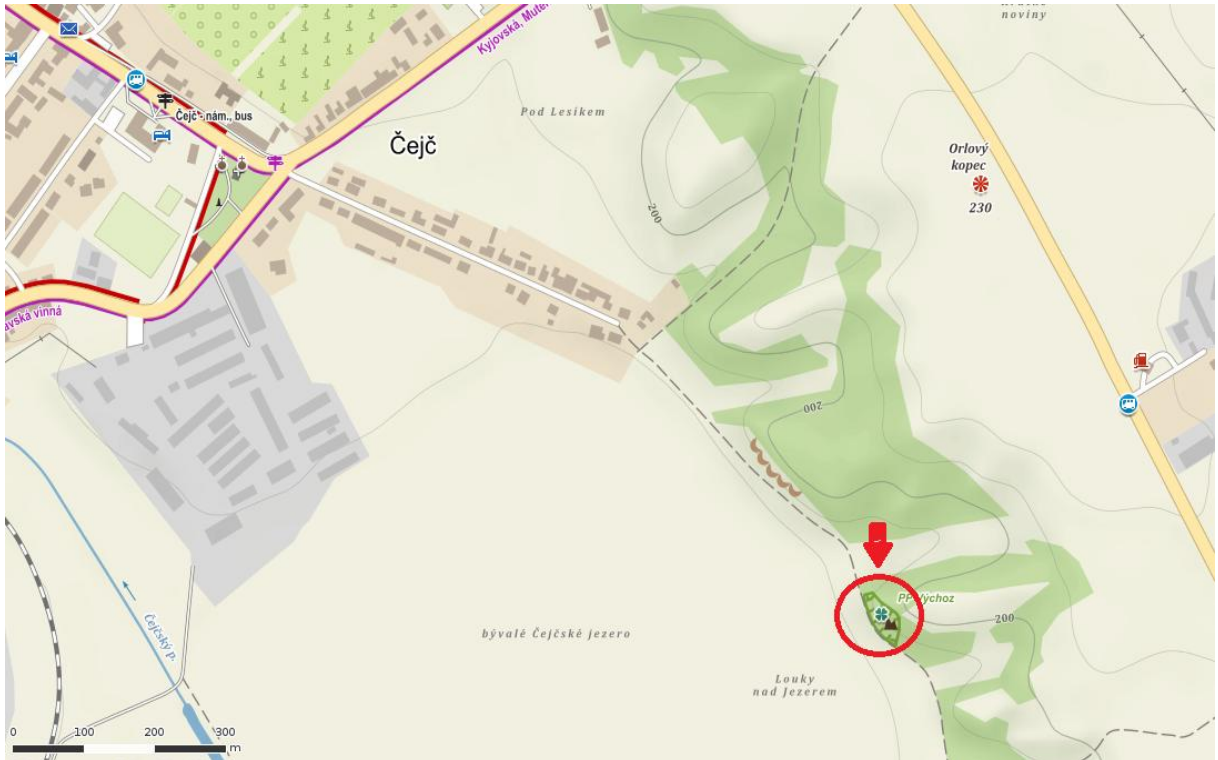 noviny
Kyjovská, Mutě
Pod Lesíkem
Čejč - nám., bus
Čejč
Orlový
kopec
230
200
avská vinná
200
PP Výchoz
200
Čejčský p.
bývalé Čejčské jezero
Louky
nad Jezerem
0 100 200 300
m